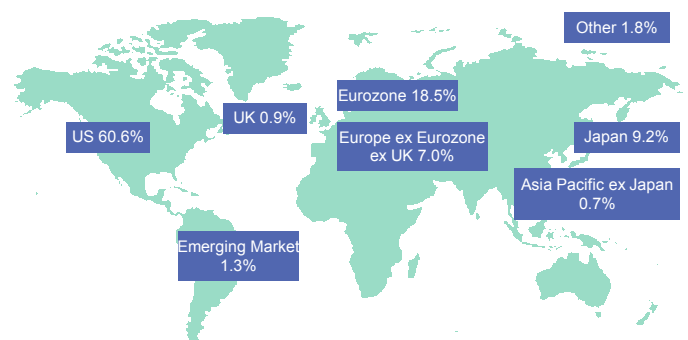 Other 1.8%
Eurozone 18.5%
UK 0.9%
US 60.6%
Europe ex Eurozone
ex UK 7.0%
Japan 9.2%
Asia Pacific ex Japan
0.7%
Emerging Market
1.3%